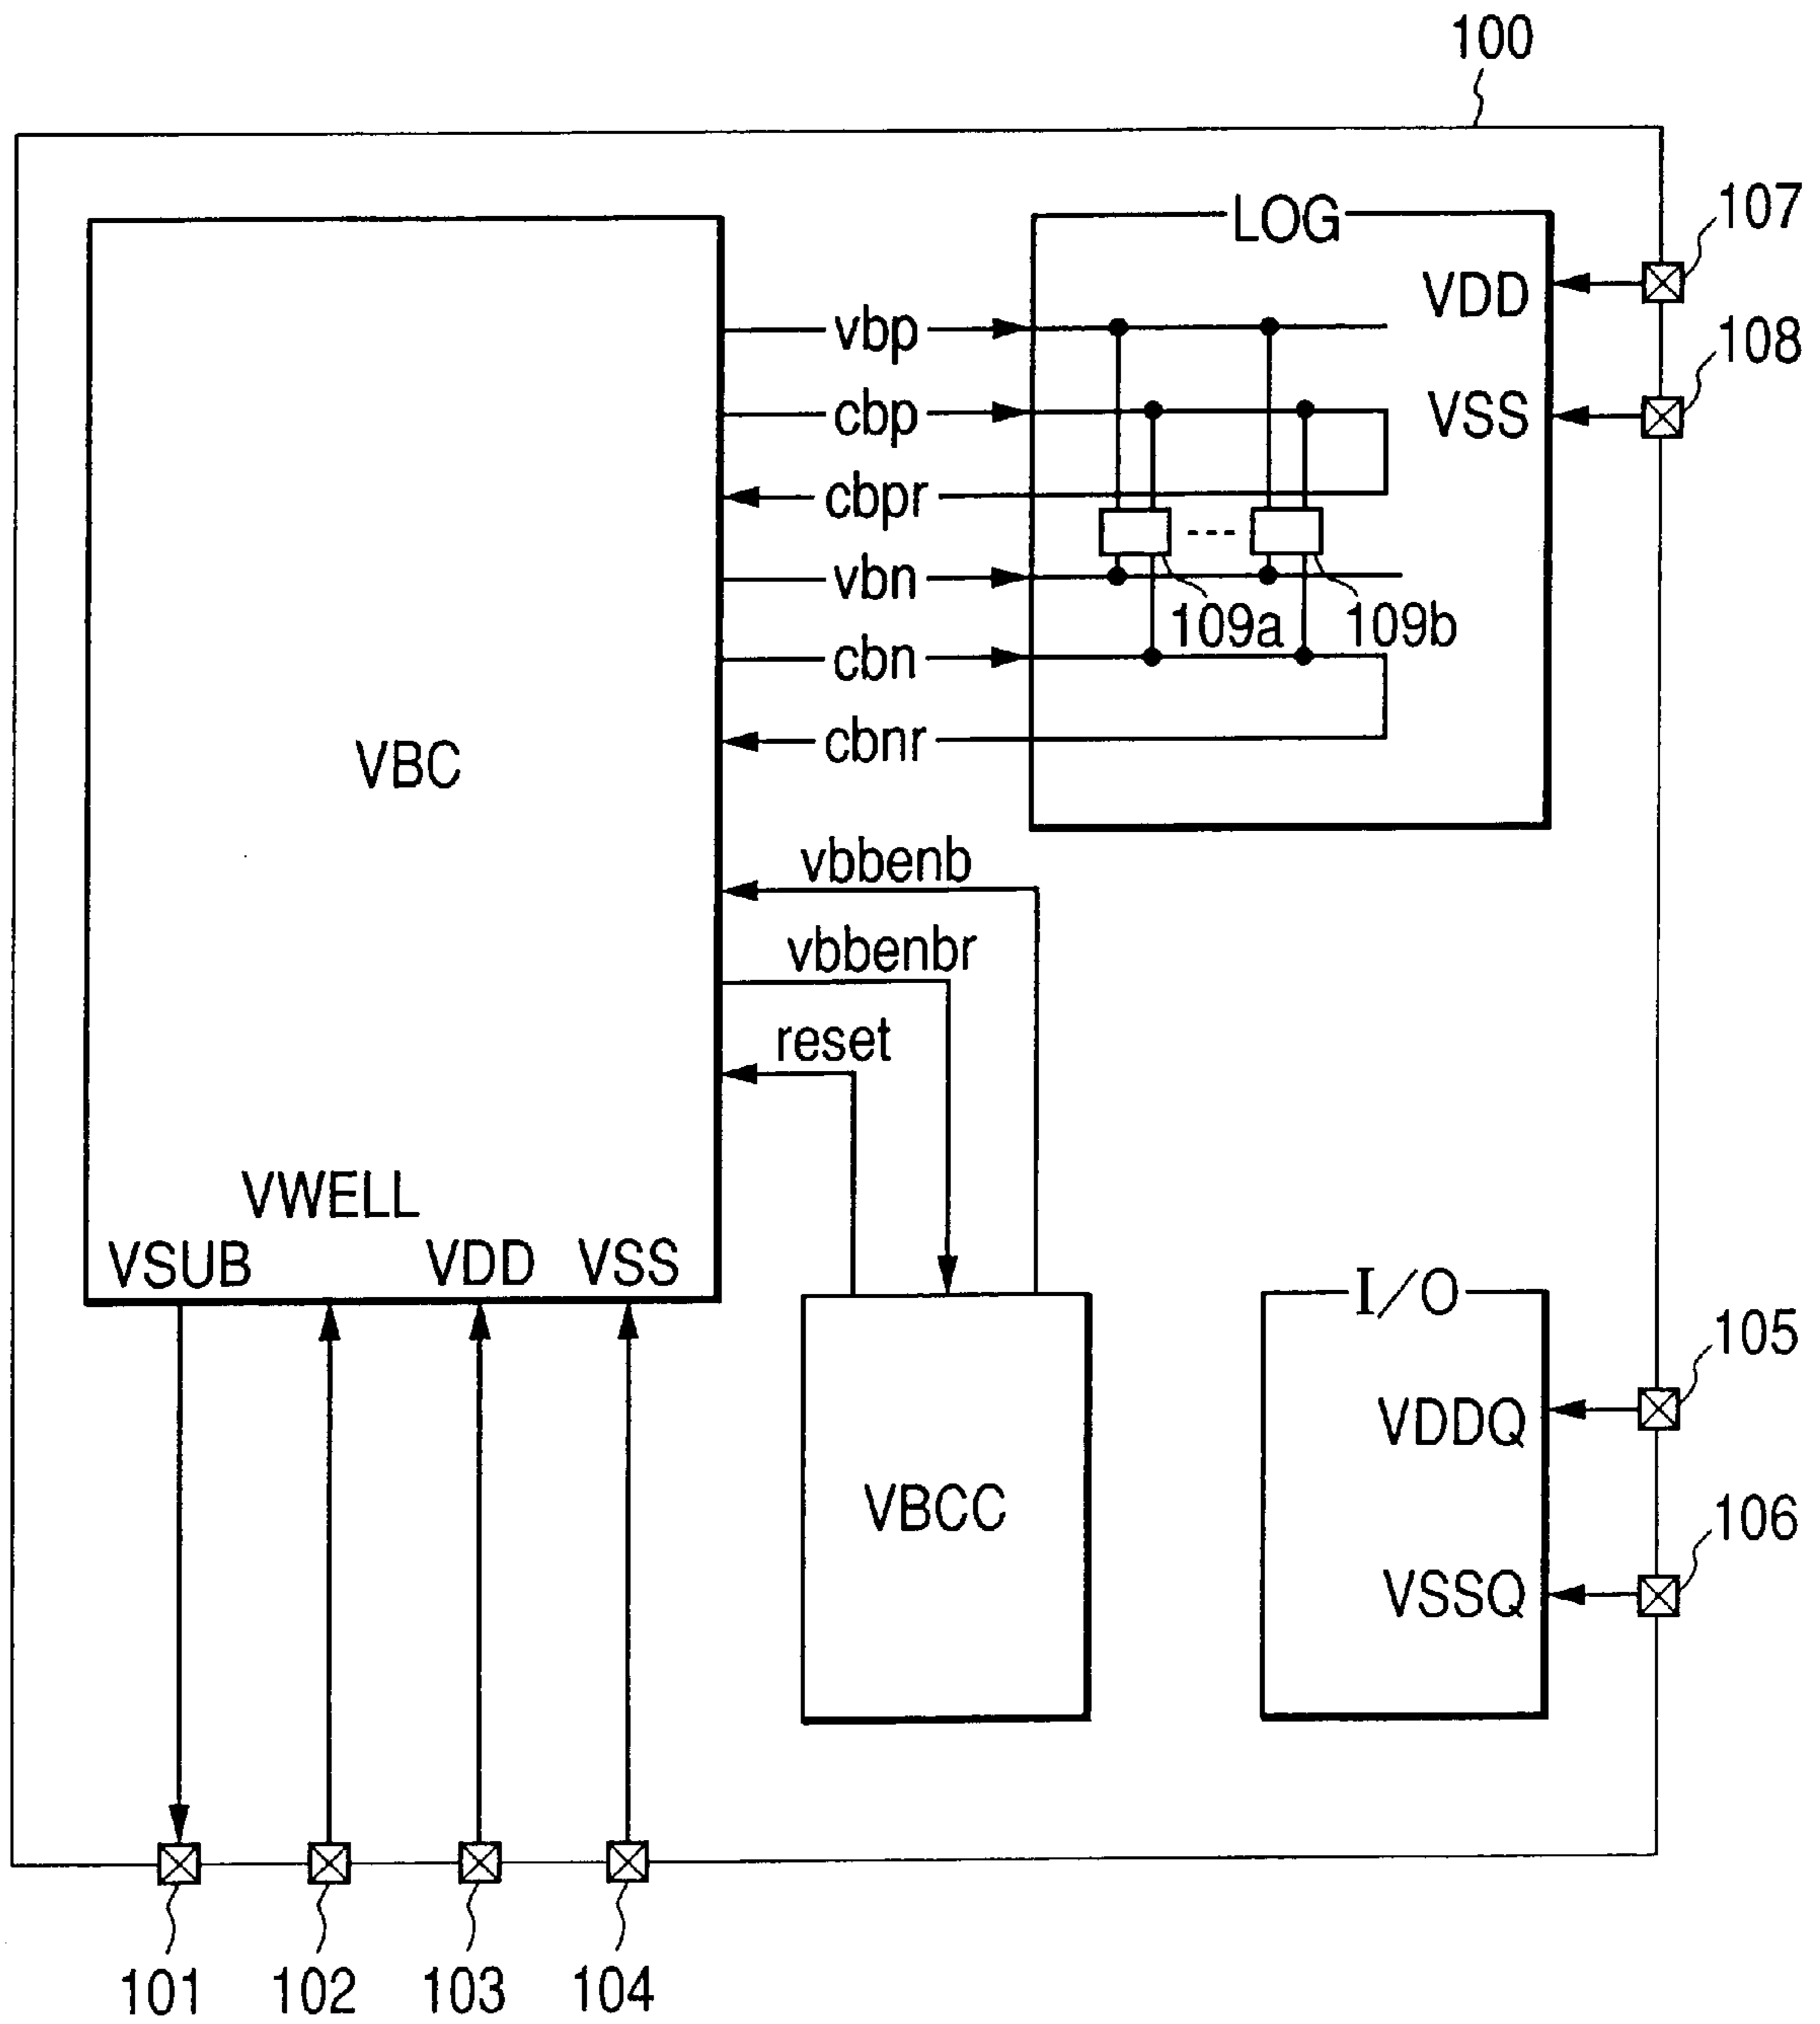 100
LOG
107
VDD
vbp
108
cbp
VSS
cbpr
vbn
109a
109b
cbn
cbnr
VBC
vbbenb
vbbenbr
reset
VWELL
VSUB
VDD
VSS
I/O
105
VDDQ
VBCC
106
VSSQ
101
102
103
104